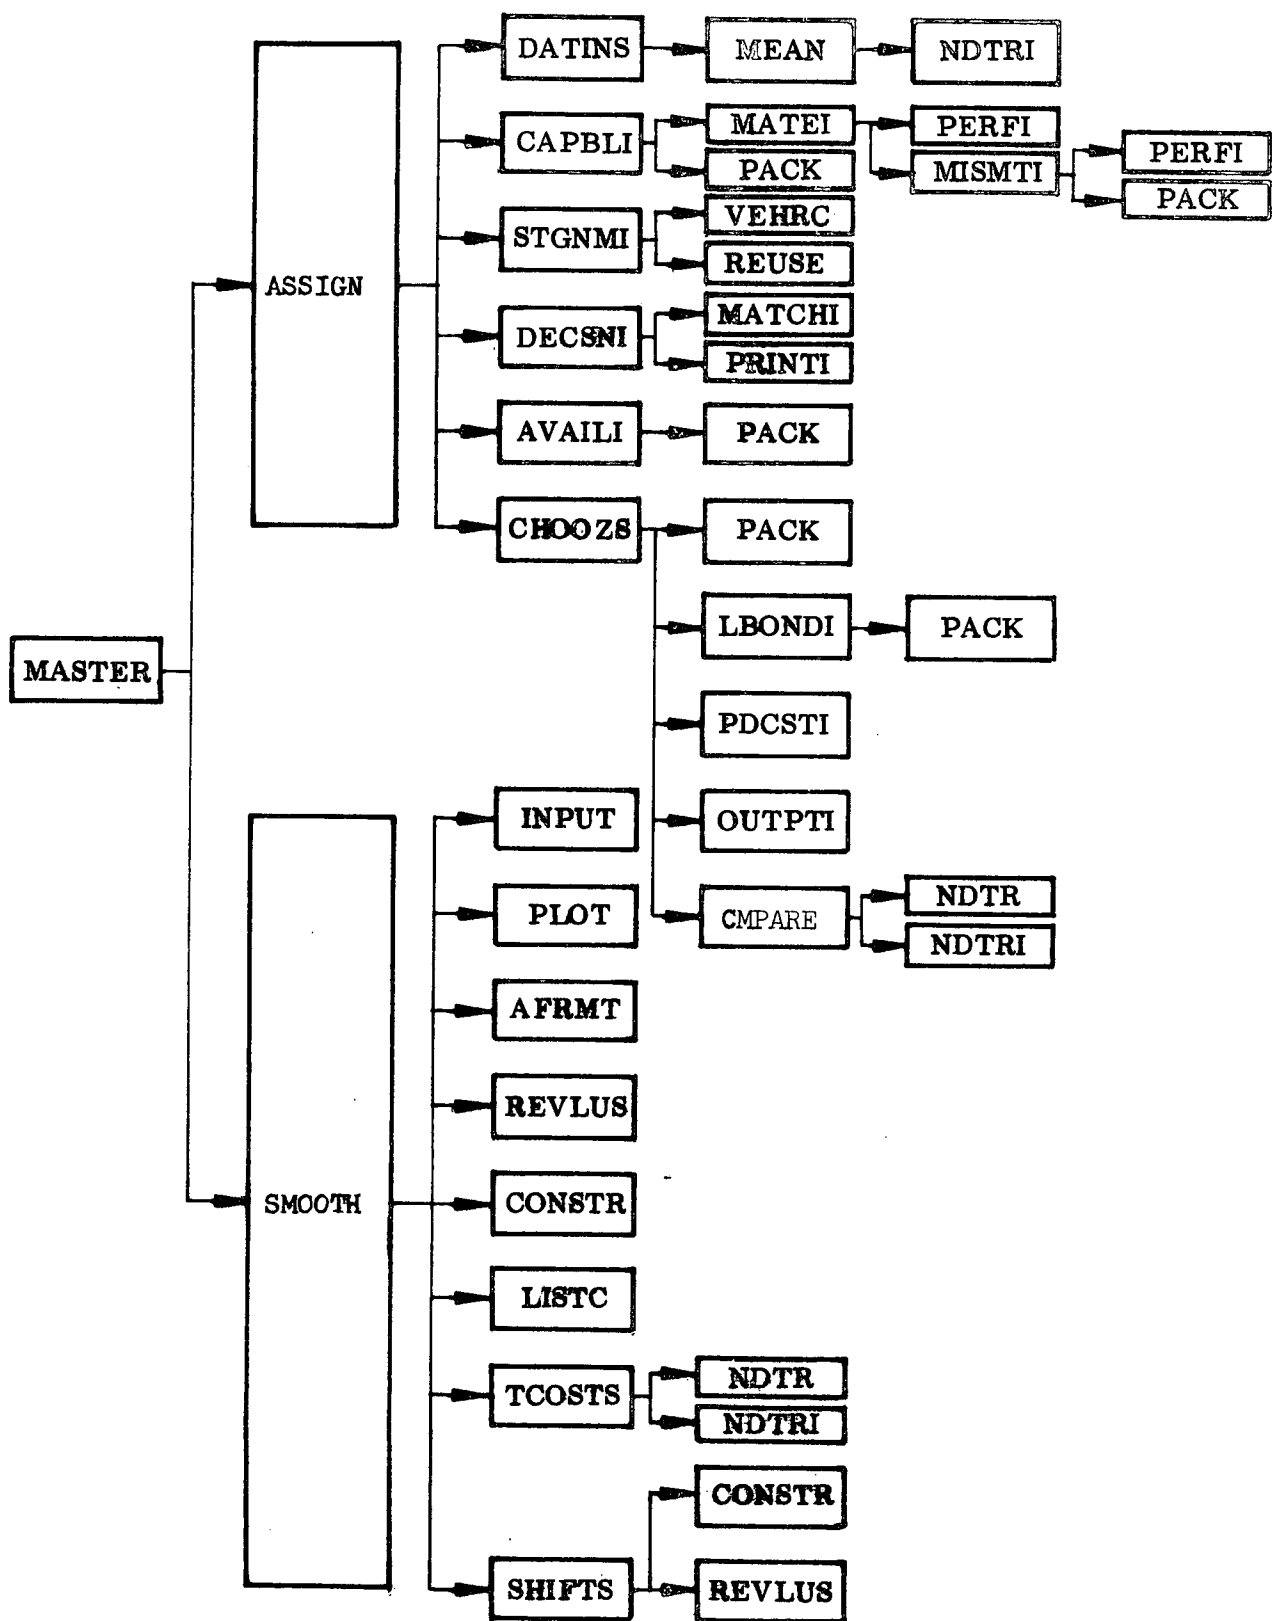 DATINS
MEAN
NDTRI
CAPBLI
MATEI
PERFI
PACK
MISMTI
PERFI
PACK
STGNMI
VEHRC
REUSE
ASSIGN
DECSNI
MATCHI
PRINTI
AVAILI
PACK
CHOOZS
PACK
LBONDI
PACK
MASTER
PDCSTI
INPUT
OUTPTI
PLOT
CMPARE
NDTR
NDTRI
AFRMT
REVLUS
SMOOTH
CONSTR
LISTC
TCOSTS
NDTR
NDTRI
CONSTR
SHIFTS
REVLUS